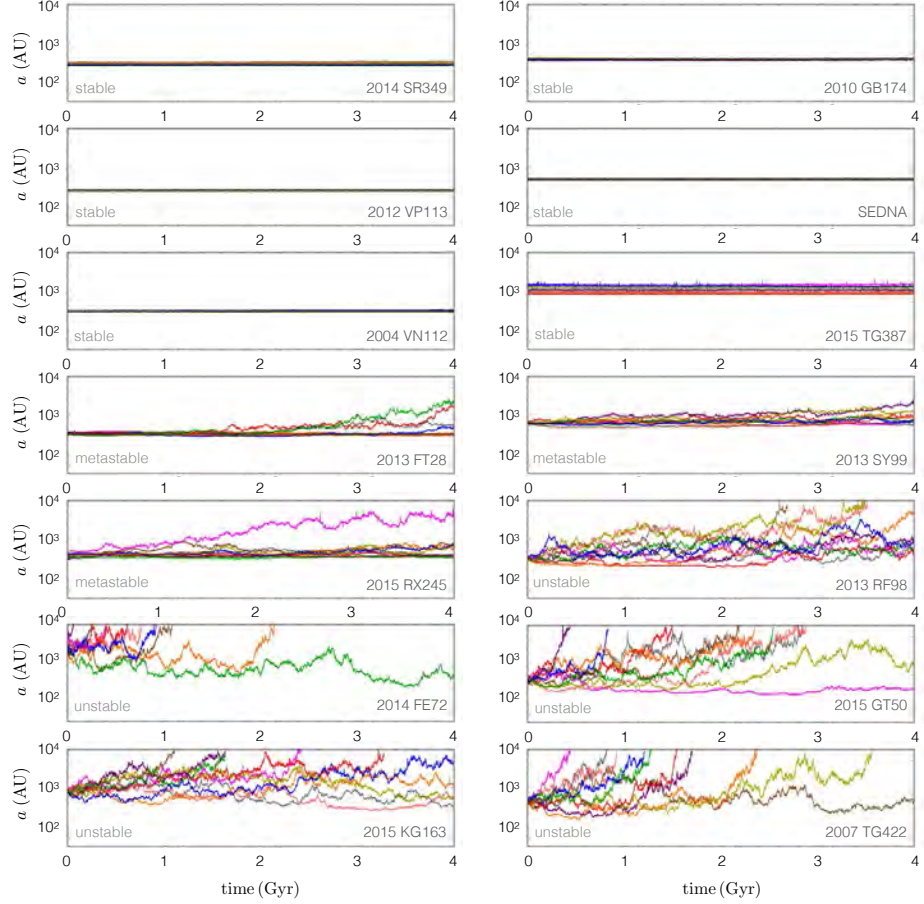 10⁴ 10⁴
a (AU) 10³ 10³
10² stable 2014 SR349 10² stable 2010 GB174
0 1 2 3 4 0 1 2 3 4
10⁴ 10⁴
a (AU) 10³ 10³
10² stable 2012 VP113 10² stable SEDNA
0 1 2 3 4 0 1 2 3 4
10⁴ 10⁴
a (AU) 10³ 10³
10² stable 2004 VN112 10² stable 2015 TG387
0 1 2 3 4 0 1 2 3 4
10⁴ 10⁴
a (AU) 10³ 10³
10² metastable 2013 FT28 10² metastable 2013 SY99
0 1 2 3 4 0 1 2 3 4
10⁴ 10⁴
a (AU) 10³ 10³
10² metastable 2015 RX245 10² unstable 2013 RF98
0 1 2 3 4 0 1 2 3 4
10⁴ 10⁴
a (AU) 10³ 10³
10² unstable 2014 FE72 10² unstable 2015 GT50
0 1 2 3 4 0 1 2 3 4
10⁴ 10⁴
a (AU) 10³ 10³
10² unstable 2015 KG163 10² unstable 2007 TG422
0 1 2 3 4 0 1 2 3 4
time (Gyr) time (Gyr)